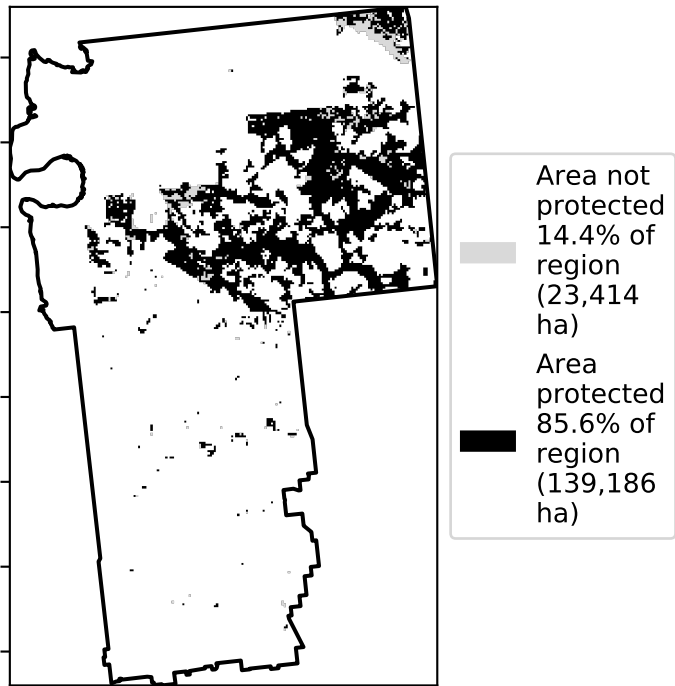 Area not
protected
14.4% of
region
(23,414
ha)
Area
protected
85.6% of
region
(139,186
ha)